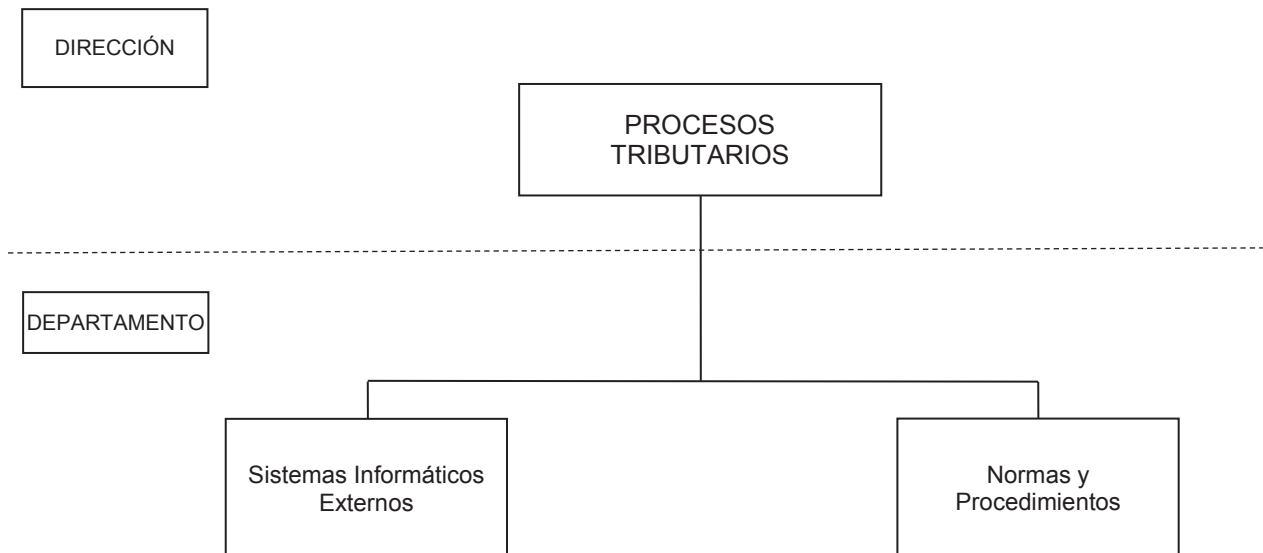 DIRECCIÓN
PROCESOS
TRIBUTARIOS
DEPARTAMENTO
Sistemas Informáticos
Externos
Normas y
Procedimientos